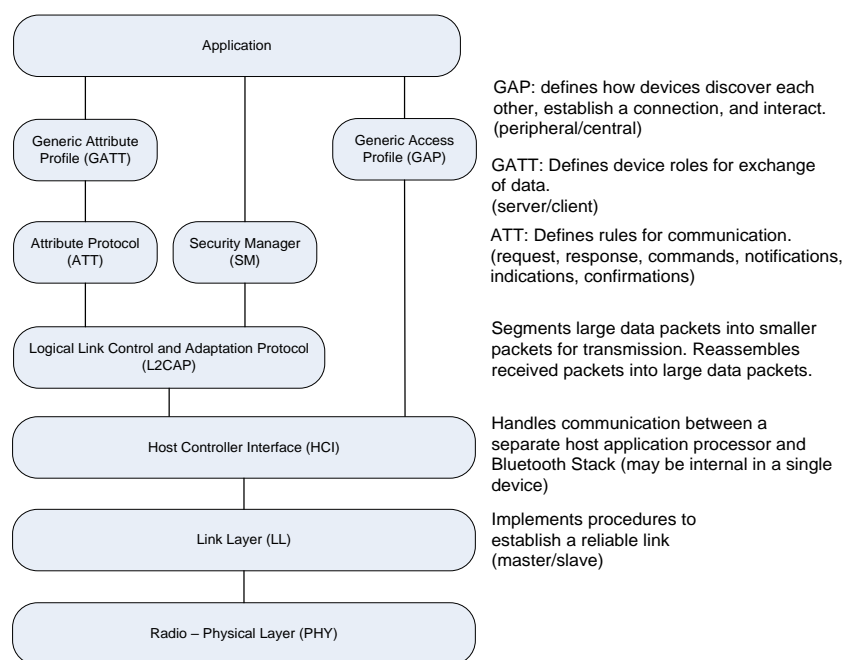 Application
Generic Attribute
Profile (GATT)
Generic Access
Profile (GAP)
Attribute Protocol
(ATT)
Security Manager
(SM)
Logical Link Control and Adaptation Protocol
(L2CAP)
Host Controller Interface (HCI)
Link Layer (LL)
Radio – Physical Layer (PHY)
GAP: defines how devices discover each
other, establish a connection, and interact.
(peripheral/central)
GATT: Defines device roles for exchange
of data.
(server/client)
ATT: Defines rules for communication.
(request, response, commands, notifications,
indications, confirmations)
Segments large data packets into smaller
packets for transmission. Reassembles
received packets into large data packets.
Handles communication between a
separate host application processor and
Bluetooth Stack (may be internal in a single
device)
Implements procedures to
establish a reliable link
(master/slave)